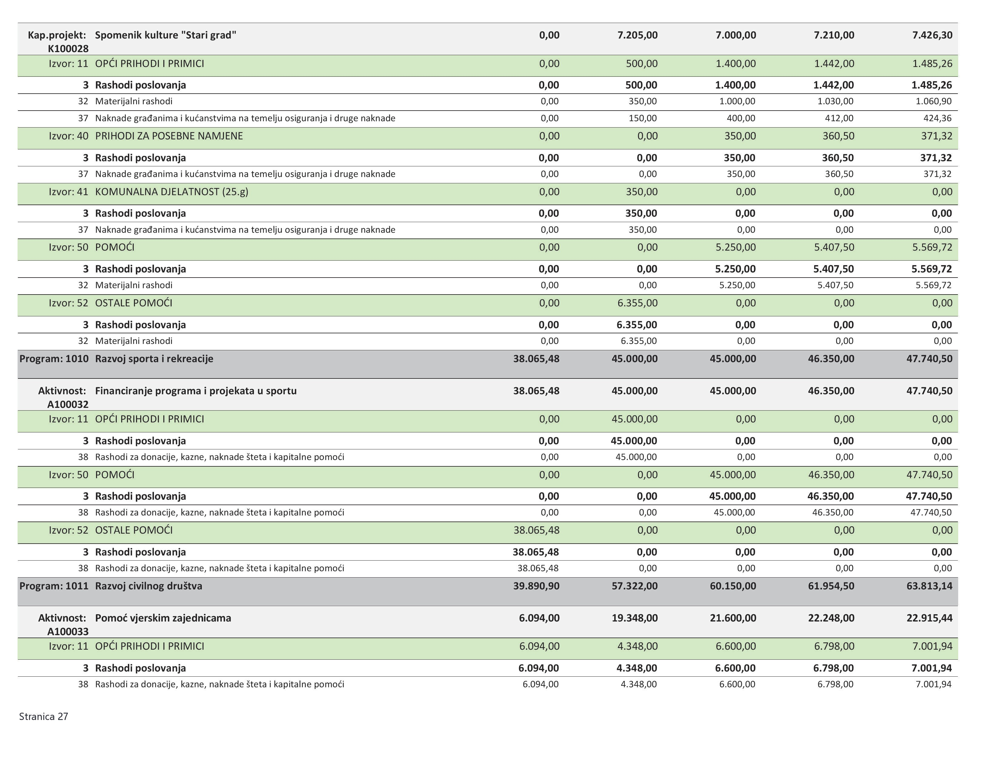 Kap.projekt: Spomenik kulture "Stari grad" 0,00 7.205,00 7.000,00 7.210,00 7.426,30
K100028
Izvor: 11 OPĆI PRIHODI I PRIMICI 0,00 500,00 1.400,00 1.442,00 1.485,26
3 Rashodi poslovanja 0,00 500,00 1.400,00 1.442,00 1.485,26
32 Materijalni rashodi 0,00 350,00 1.000,00 1.030,00 1.060,90
37 Naknade građanima i kućanstvima na temelju osiguranja i druge naknade 0,00 150,00 400,00 412,00 424,36
Izvor: 40 PRIHODI ZA POSEBNE NAMJENE 0,00 0,00 350,00 360,50 371,32
3 Rashodi poslovanja 0,00 0,00 350,00 360,50 371,32
37 Naknade građanima i kućanstvima na temelju osiguranja i druge naknade 0,00 0,00 350,00 360,50 371,32
Izvor: 41 KOMUNALNA DJELATNOST (25.g) 0,00 350,00 0,00 0,00 0,00
3 Rashodi poslovanja 0,00 350,00 0,00 0,00 0,00
37 Naknade građanima i kućanstvima na temelju osiguranja i druge naknade 0,00 350,00 0,00 0,00 0,00
Izvor: 50 POMOĆI 0,00 0,00 5.250,00 5.407,50 5.569,72
3 Rashodi poslovanja 0,00 0,00 5.250,00 5.407,50 5.569,72
32 Materijalni rashodi 0,00 0,00 5.250,00 5.407,50 5.569,72
Izvor: 52 OSTALE POMOĆI 0,00 6.355,00 0,00 0,00 0,00
3 Rashodi poslovanja 0,00 6.355,00 0,00 0,00 0,00
32 Materijalni rashodi 0,00 6.355,00 0,00 0,00 0,00
Program: 1010 Razvoj sporta i rekreacije 38.065,48 45.000,00 45.000,00 46.350,00 47.740,50
Aktivnost: Financiranje programa i projekata u sportu 38.065,48 45.000,00 45.000,00 46.350,00 47.740,50
A100032
Izvor: 11 OPĆI PRIHODI I PRIMICI 0,00 45.000,00 0,00 0,00 0,00
3 Rashodi poslovanja 0,00 45.000,00 0,00 0,00 0,00
38 Rashodi za donacije, kazne, naknade šteta i kapitalne pomoći 0,00 45.000,00 0,00 0,00 0,00
Izvor: 50 POMOĆI 0,00 0,00 45.000,00 46.350,00 47.740,50
3 Rashodi poslovanja 0,00 0,00 45.000,00 46.350,00 47.740,50
38 Rashodi za donacije, kazne, naknade šteta i kapitalne pomoći 0,00 0,00 45.000,00 46.350,00 47.740,50
Izvor: 52 OSTALE POMOĆI 38.065,48 0,00 0,00 0,00 0,00
3 Rashodi poslovanja 38.065,48 0,00 0,00 0,00 0,00
38 Rashodi za donacije, kazne, naknade šteta i kapitalne pomoći 38.065,48 0,00 0,00 0,00 0,00
Program: 1011 Razvoj civilnog društva 39.890,90 57.322,00 60.150,00 61.954,50 63.813,14
Aktivnost: Pomoć vjerskim zajednicama 6.094,00 19.348,00 21.600,00 22.248,00 22.915,44
A100033
Izvor: 11 OPĆI PRIHODI I PRIMICI 6.094,00 4.348,00 6.600,00 6.798,00 7.001,94
3 Rashodi poslovanja 6.094,00 4.348,00 6.600,00 6.798,00 7.001,94
38 Rashodi za donacije, kazne, naknade šteta i kapitalne pomoći 6.094,00 4.348,00 6.600,00 6.798,00 7.001,94
Stranica 27